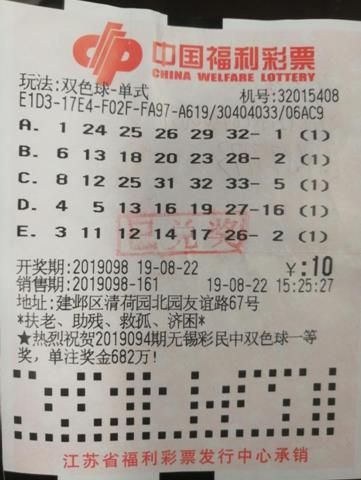 中国福利彩票
CHINA WELFARE LOTTERY
玩法:双色球-单式 机号:32015408
E1D3-17E4-F02F-FA97-A619/30404033/06AC9
A. 1 24 25 26 29 32- 1 (1)
B. 6 13 18 20 23 28- 2 (1)
C. 8 12 25 31 32 33- 5 (1)
D. 4 5 13 16 19 27-16 (1)
已兑奖
E. 3 11 12 14 17 26- 2 (1)
开奖期:2019098 19-08-22 ¥:10
销售期:2019098-161 19-08-22 15:25:27
地址:建邺区清荷园北园友谊路67号
*扶老、助残、救孤、济困*
★热烈祝贺2019094期无锡彩民中双色球一等
奖，单注奖金682万!
江苏省福利彩票发行中心承销